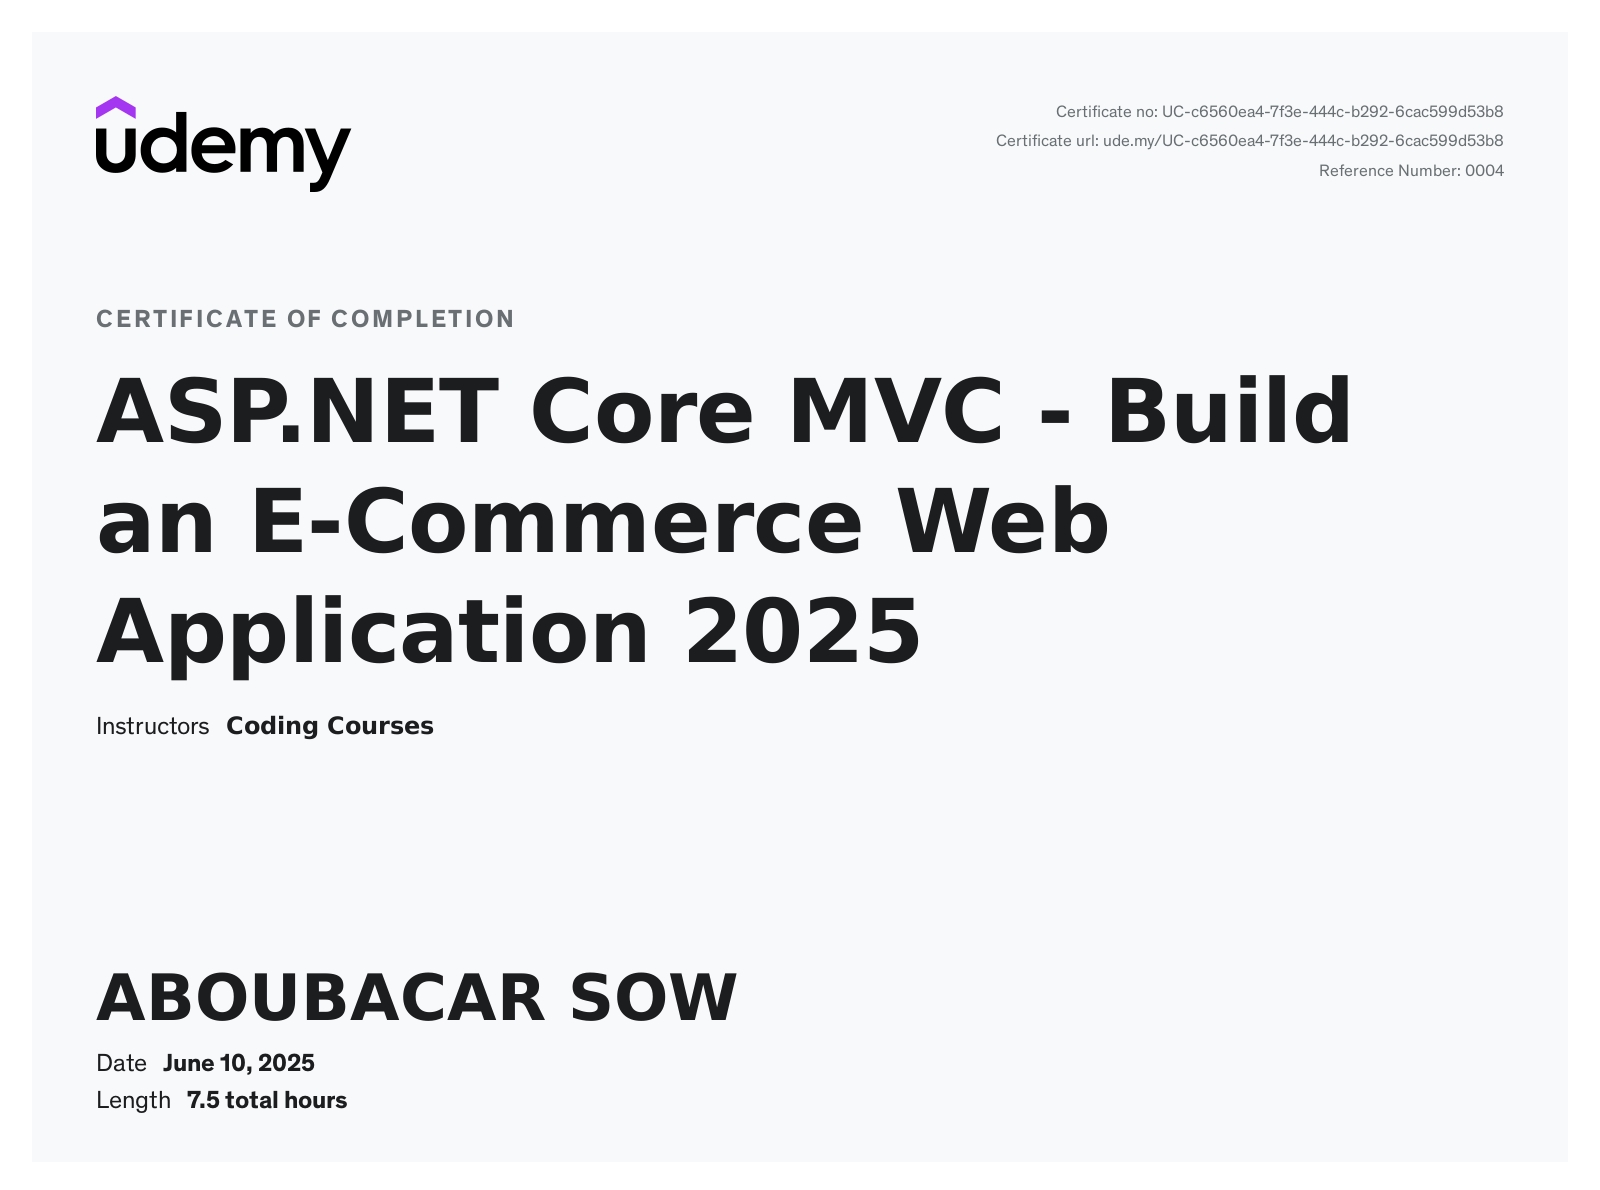 udemy
Certificate no: UC-c6560ea4-7f3e-444c-b292-6cac599d53b8
Certificate url: ude.my/UC-c6560ea4-7f3e-444c-b292-6cac599d53b8
Reference Number: 0004
CERTIFICATE OF COMPLETION
ASP.NET Core MVC - Build
an E-Commerce Web
Application 2025
Instructors Coding Courses
ABOUBACAR SOW
Date June 10, 2025
Length 7.5 total hours